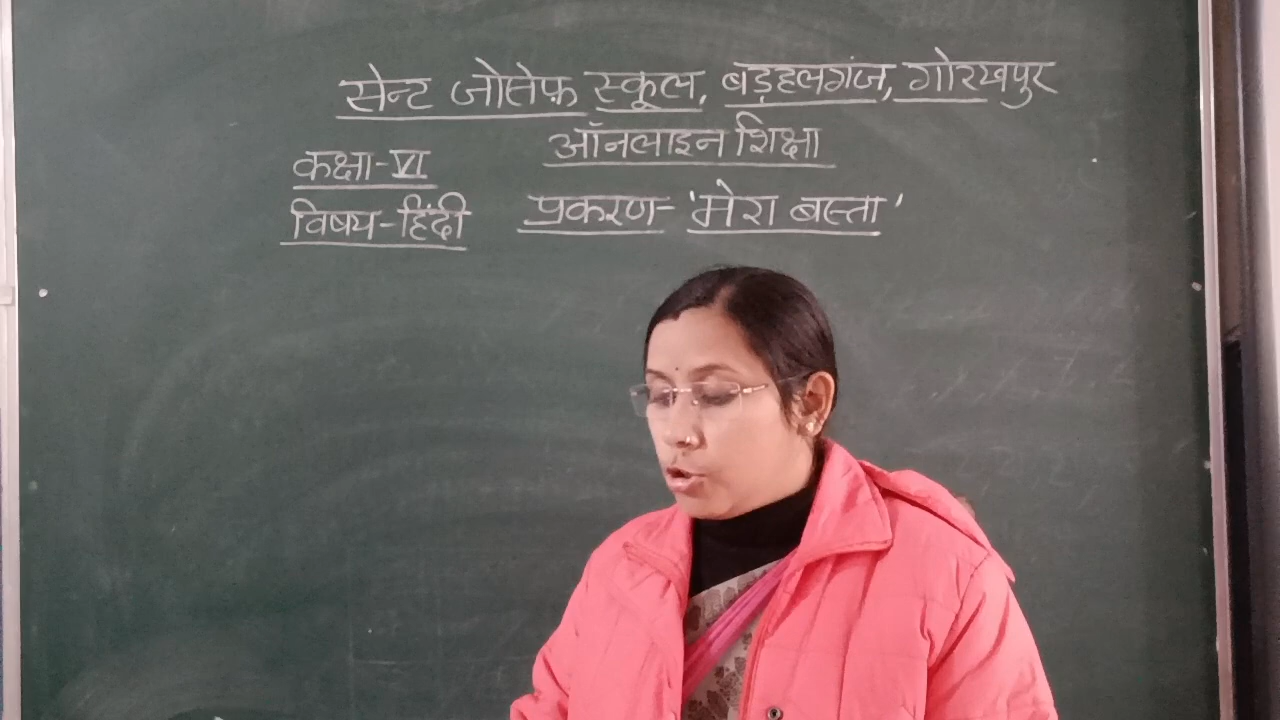 सेन्ट जोसेफ़ स्कूल, बड़हलगंज, गोरखपुर
ऑनलाइन शिक्षा
कक्षा-VI
विषय-हिंदी प्रकरण-'मेरा बस्ता'